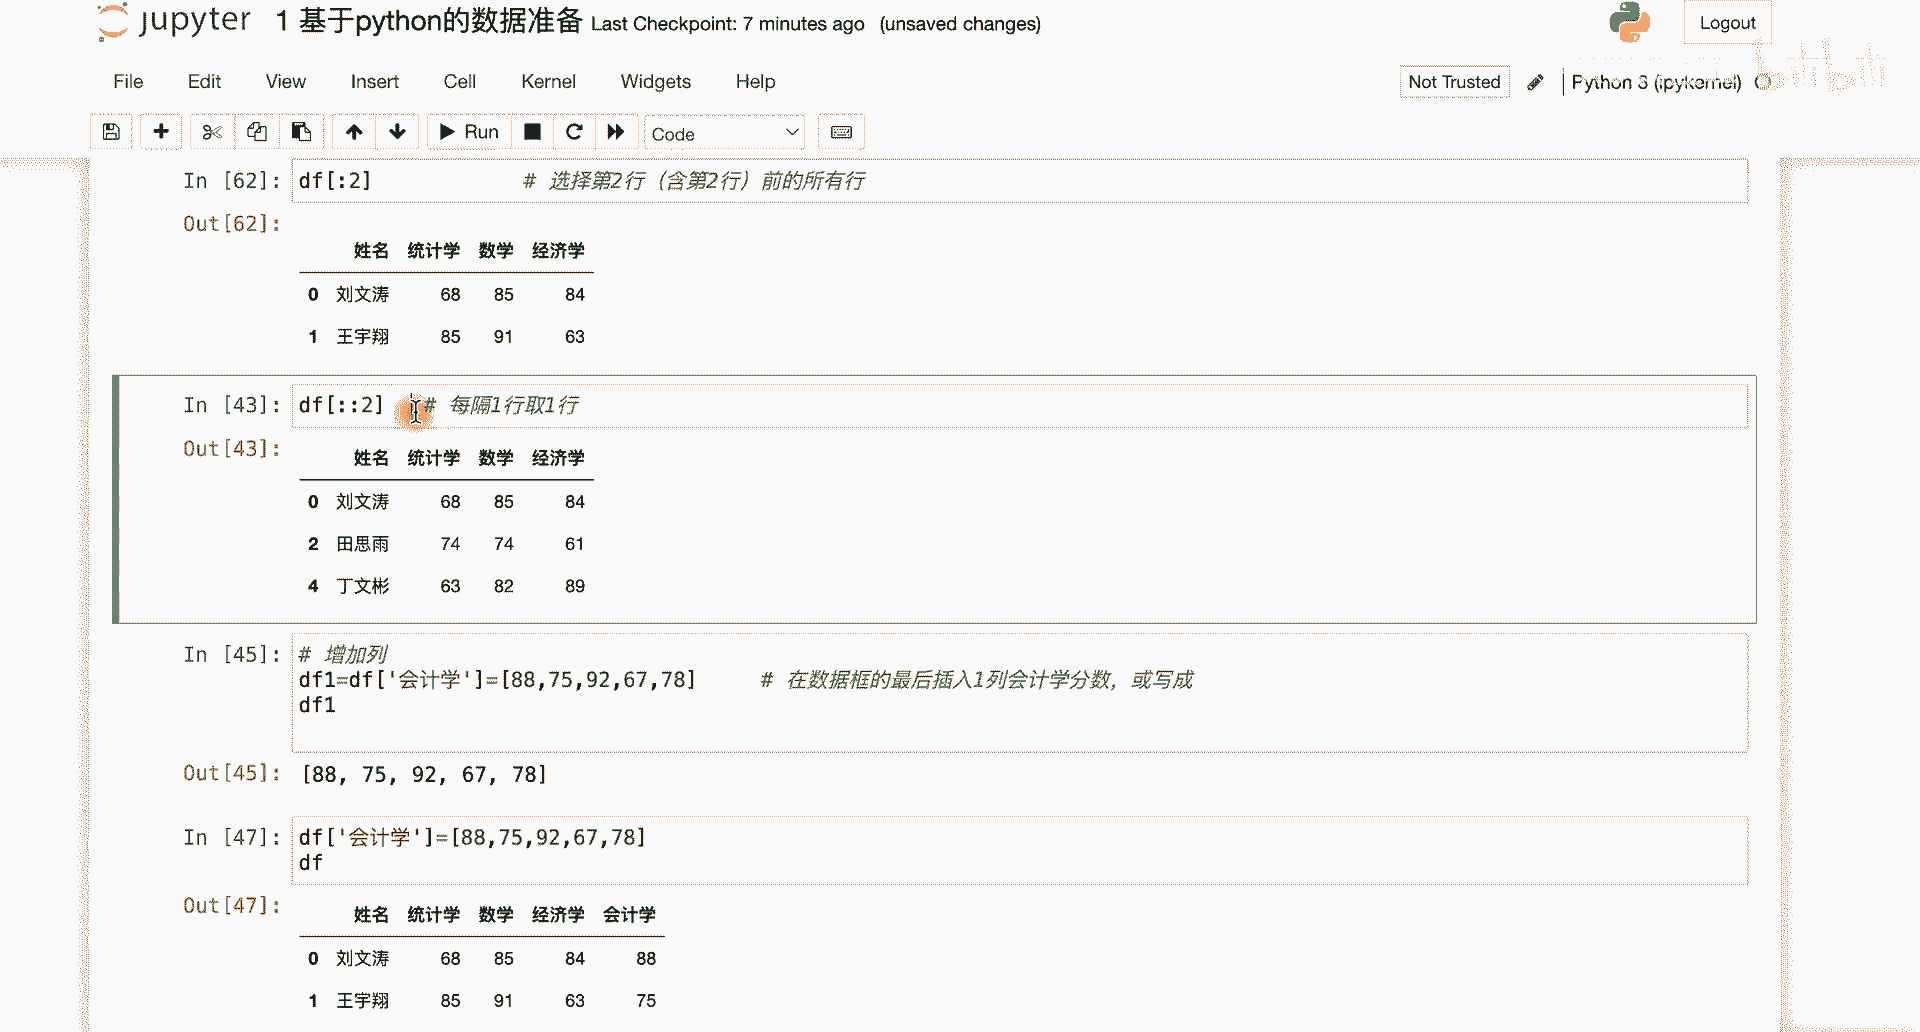 jupyter 1 基于python的数据准备 Last Checkpoint: 7 minutes ago (unsaved changes) Logout
File Edit View Insert Cell Kernel Widgets Help Not Trusted Python 3 (ipykernel)
Run Code
In [62]: df[:2] # 选择第2行（含第2行）前的所有行
Out[62]:
姓名 统计学 数学 经济学
0 刘文涛 68 85 84
1 王宇翔 85 91 63
In [43]: df[::2] # 每隔1行取1行
Out[43]:
姓名 统计学 数学 经济学
0 刘文涛 68 85 84
2 田思雨 74 74 61
4 丁文彬 63 82 89
In [45]: # 增加列
df1=df['会计学']=[88,75,92,67,78] # 在数据框的最后插入1列会计学分数，或写成
df1
Out[45]: [88, 75, 92, 67, 78]
In [47]: df['会计学']=[88,75,92,67,78]
df
Out[47]:
姓名 统计学 数学 经济学 会计学
0 刘文涛 68 85 84 88
1 王宇翔 85 91 63 75